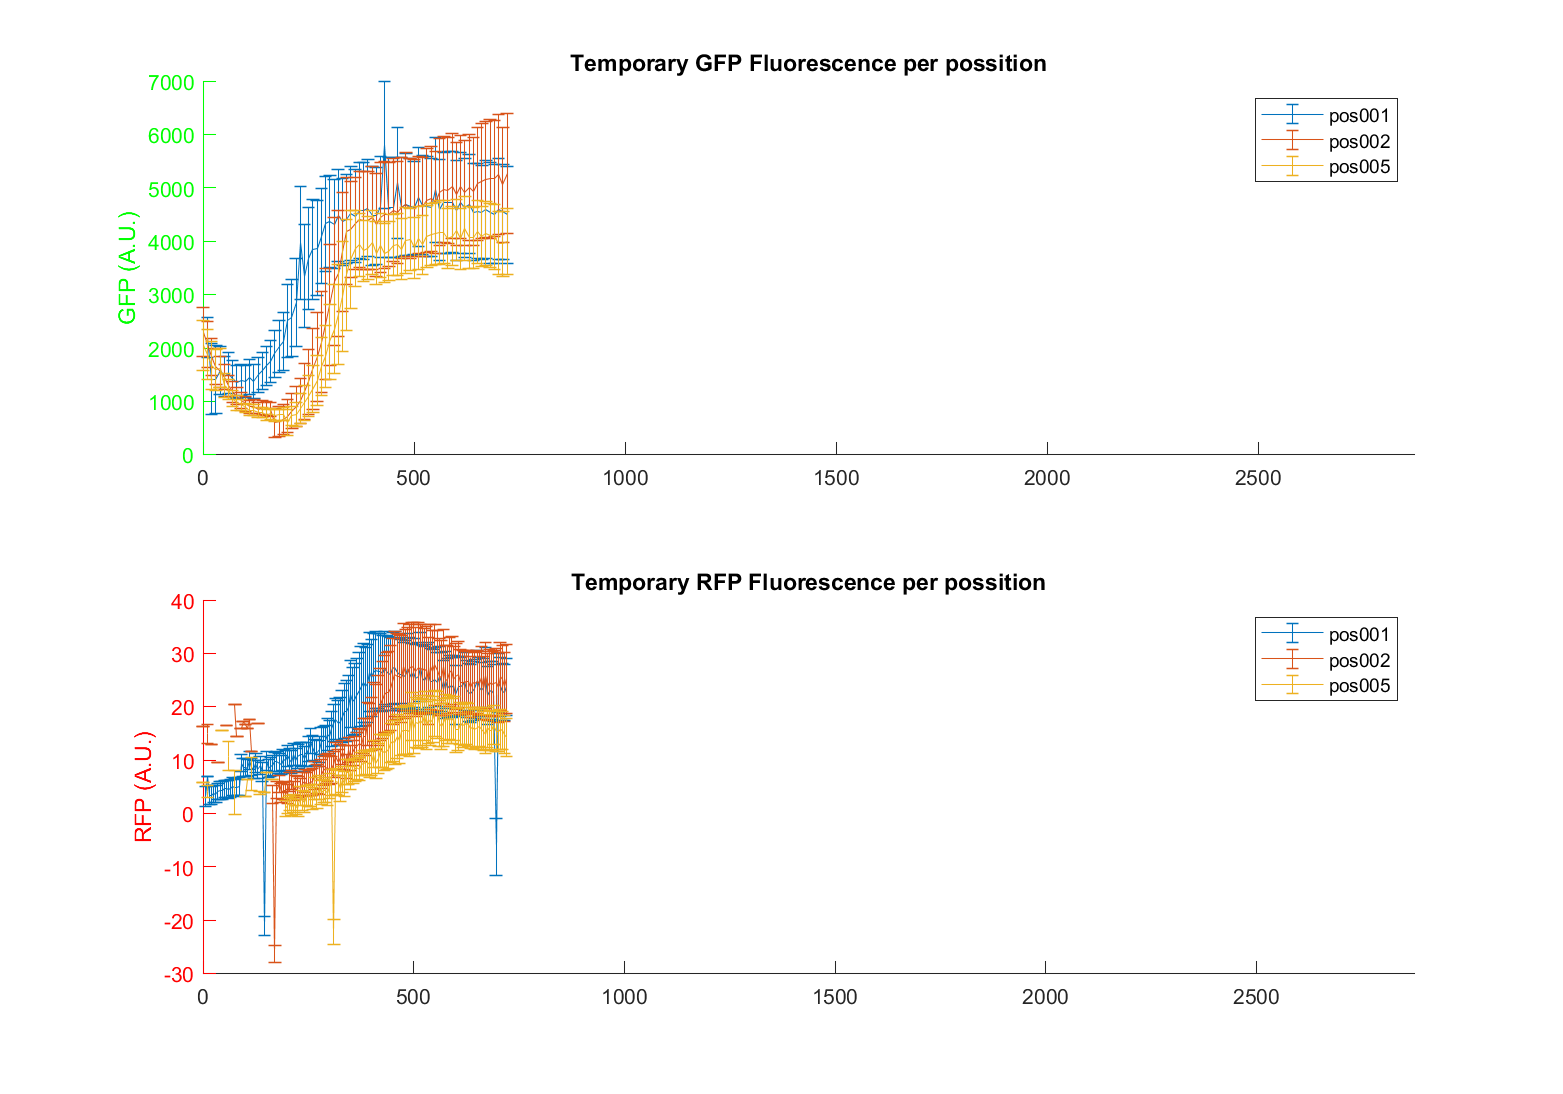 Temporary GFP Fluorescence per possition
GFP (A.U.)
7000
6000
5000
4000
3000
2000
1000
0
0 500 1000 1500 2000 2500
pos001
pos002
pos005
Temporary RFP Fluorescence per possition
RFP (A.U.)
40
30
20
10
0
-10
-20
-30
0 500 1000 1500 2000 2500
pos001
pos002
pos005